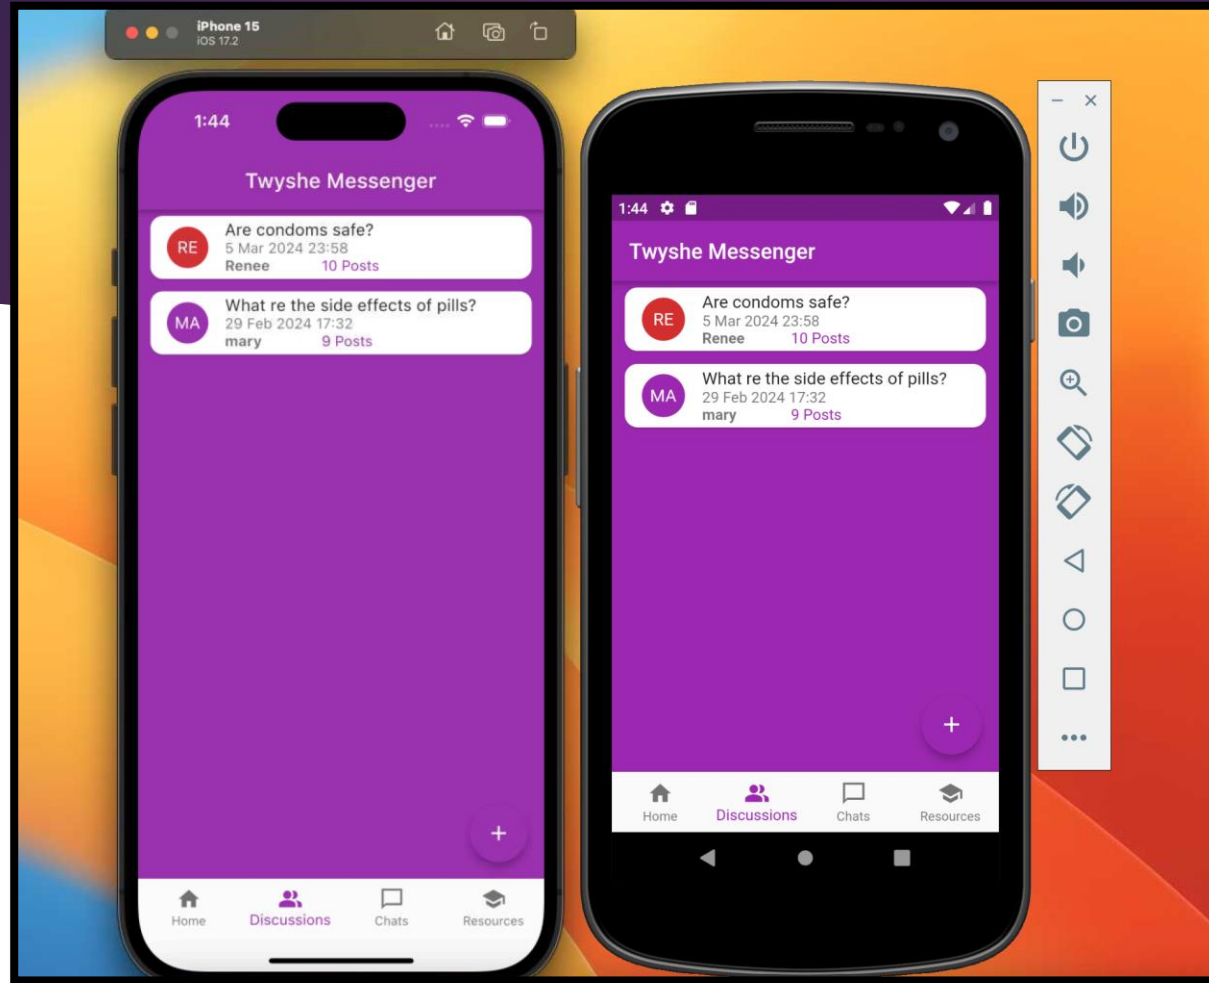 iPhone 15
iOS 17.2
1:44
Twyshe Messenger
RE
Are condoms safe?
5 Mar 2024 23:58
Renee 10 Posts
MA
What re the side effects of pills?
29 Feb 2024 17:32
mary 9 Posts
+
Home Discussions Chats Resources
1:44
Twyshe Messenger
RE
Are condoms safe?
5 Mar 2024 23:58
Renee 10 Posts
MA
What re the side effects of pills?
29 Feb 2024 17:32
mary 9 Posts
+
Home Discussions Chats Resources